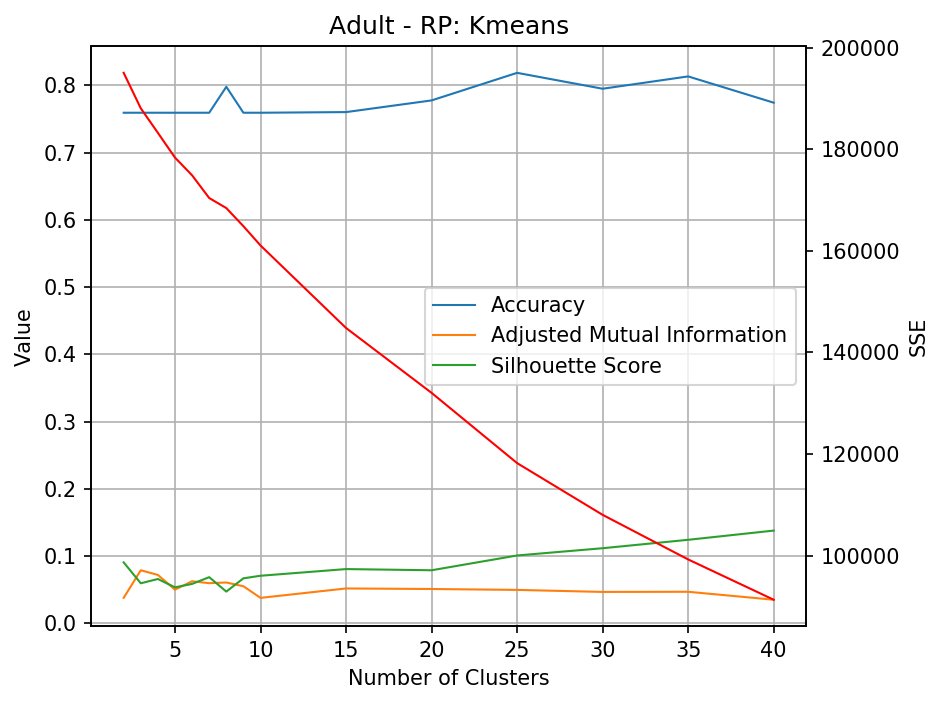 Adult - RP: Kmeans
Value
0.8
0.7
0.6
0.5
0.4
0.3
0.2
0.1
0.0
200000
180000
160000
140000
120000
100000
SSE
Accuracy
Adjusted Mutual Information
Silhouette Score
5 10 15 20 25 30 35 40
Number of Clusters